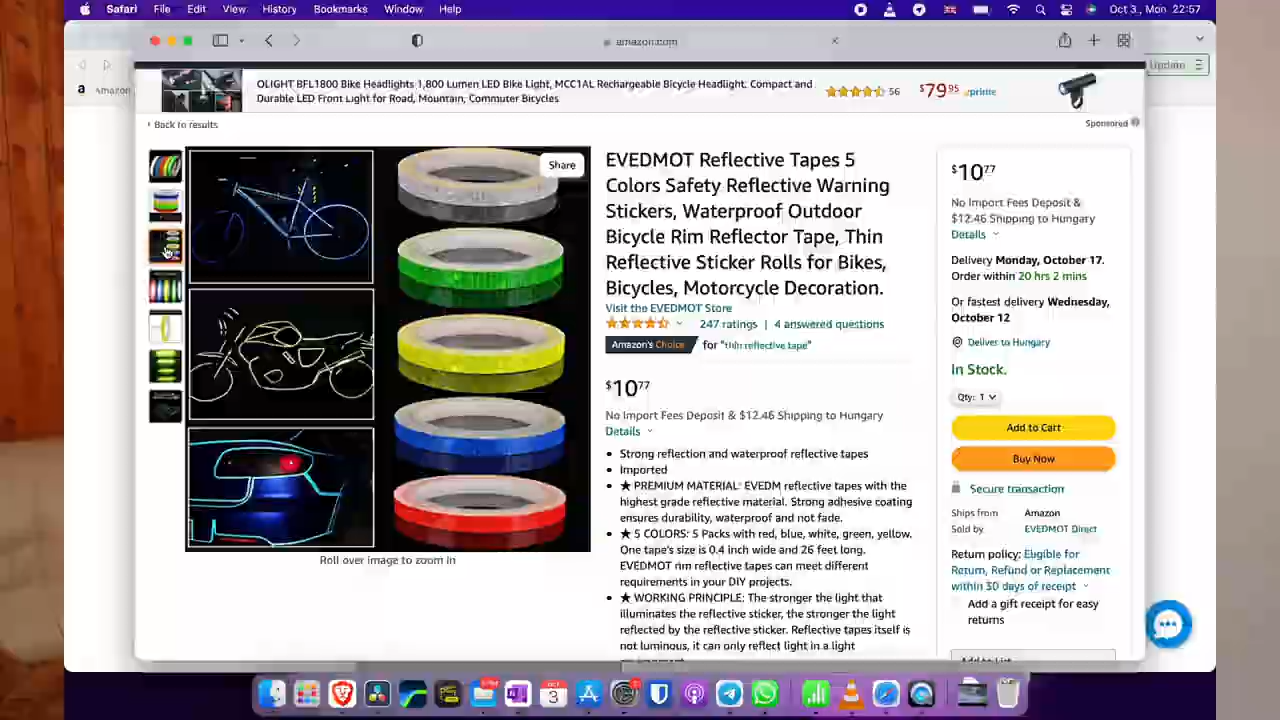 Safari File Edit View History Bookmarks Window Help
Oct 3., Mon 22:57
amazon.com
Update
a Amazon
OLIGHT BFL1800 Bike Headlights 1,800 Lumen LED Bike Light, MCC1AL Rechargeable Bicycle Headlight. Compact and
Durable LED Front Light for Road, Mountain, Commuter Bicycles
56
$79.95 prime
Back to results
Sponsored
Share
EVEDMOT Reflective Tapes 5
Colors Safety Reflective Warning
Stickers, Waterproof Outdoor
Bicycle Rim Reflector Tape, Thin
Reflective Sticker Rolls for Bikes,
Bicycles, Motorcycle Decoration.
Visit the EVEDMOT Store
247 ratings | 4 answered questions
Amazon's Choice for "thin reflective tape"
$10.77
No Import Fees Deposit & $12.46 Shipping to Hungary
Details
Strong reflection and waterproof reflective tapes
Imported
★ PREMIUM MATERIAL: EVEDM reflective tapes with the
highest grade reflective material. Strong adhesive coating
ensures durability, waterproof and not fade.
★ 5 COLORS: 5 Packs with red, blue, white, green, yellow.
One tape's size is 0.4 inch wide and 26 feet long.
EVEDMOT rim reflective tapes can meet different
requirements in your DIY projects.
★ WORKING PRINCIPLE: The stronger the light that
illuminates the reflective sticker, the stronger the light
reflected by the reflective sticker. Reflective tapes itself is
not luminous, it can only reflect light in a light
Roll over image to zoom in
$10.77
No Import Fees Deposit &
$12.46 Shipping to Hungary
Details
Delivery Monday, October 17.
Order within 20 hrs 2 mins
Or fastest delivery Wednesday,
October 12
Deliver to Hungary
In Stock.
Qty: 1
Add to Cart
Buy Now
Secure transaction
Ships from Amazon
Sold by EVEDMOT Direct
Return policy: Eligible for
Return, Refund or Replacement
within 30 days of receipt
Add a gift receipt for easy
returns
Add to List
OCT
3